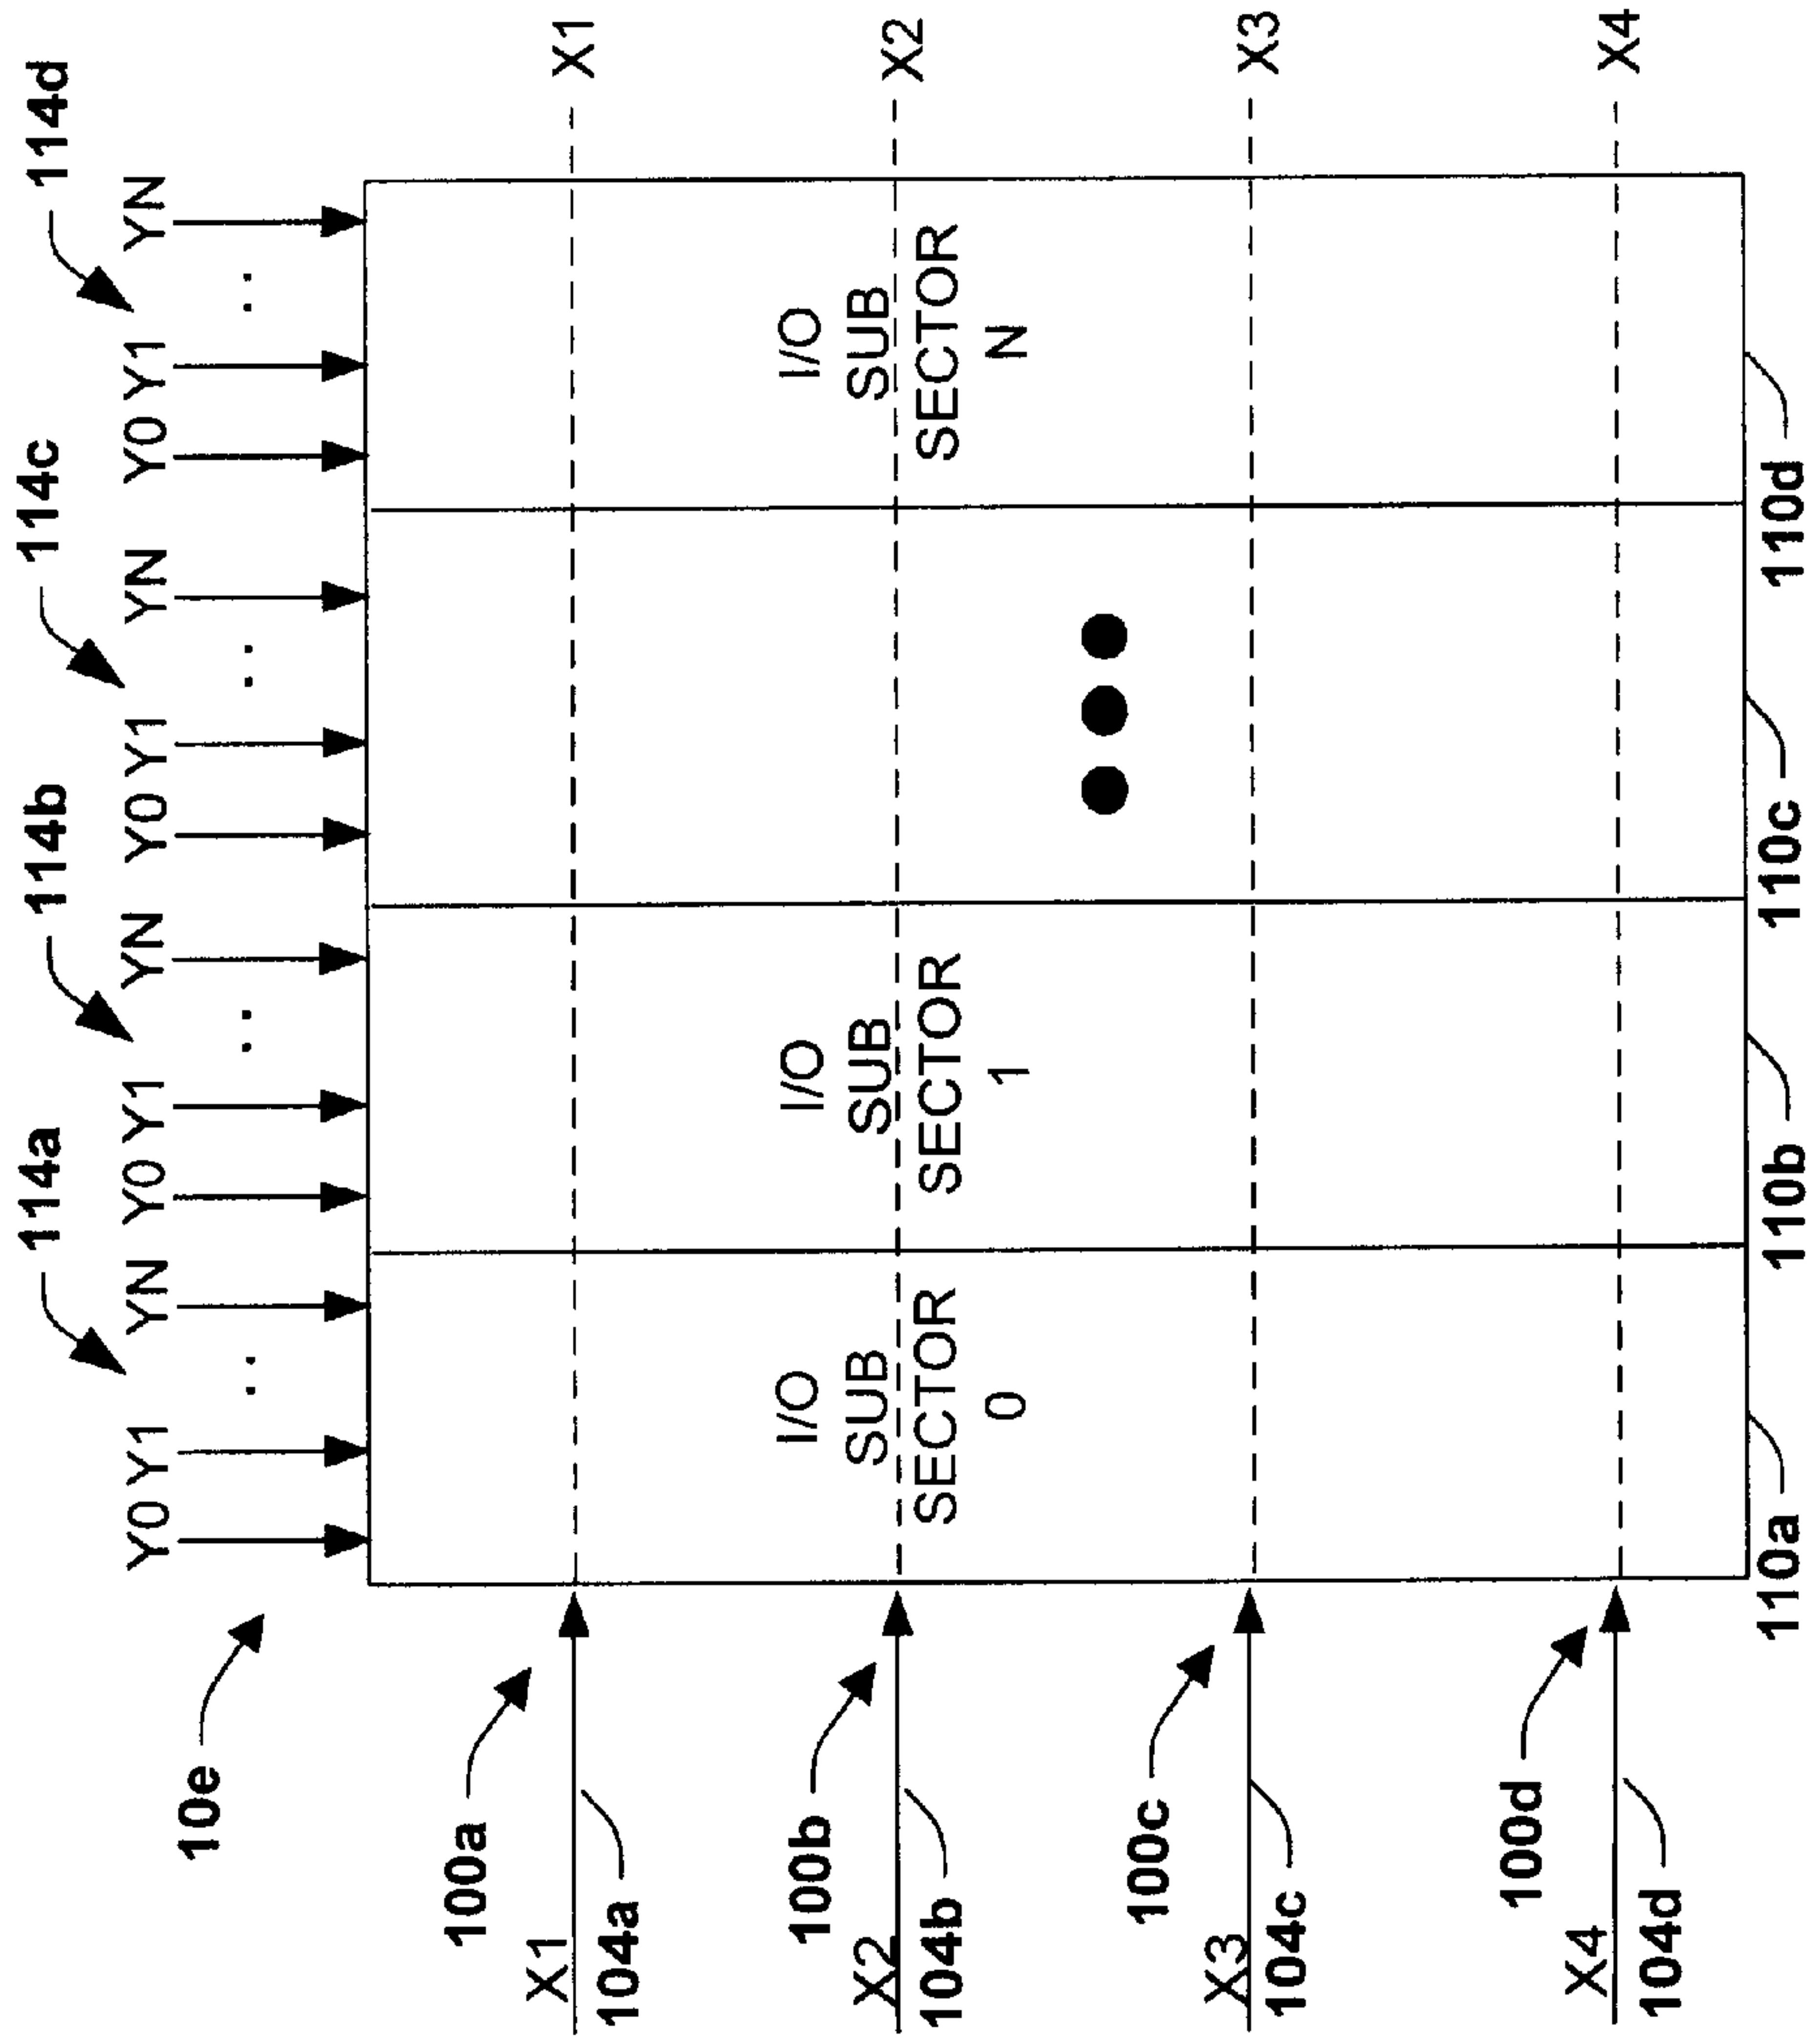 114a 114b 114c 114d
10e Y0 Y1 YN Y0 Y1 YN Y0 Y1 YN Y0 Y1 YN
.. .. .. ..
100a
X1 X1
104a
I/O I/O I/O
100b
X2 SUB SUB SUB X2
104b SECTOR SECTOR SECTOR
0 1 N
100c
X3 X3
104c
100d
X4 X4
104d
110a 110b 110c 110d